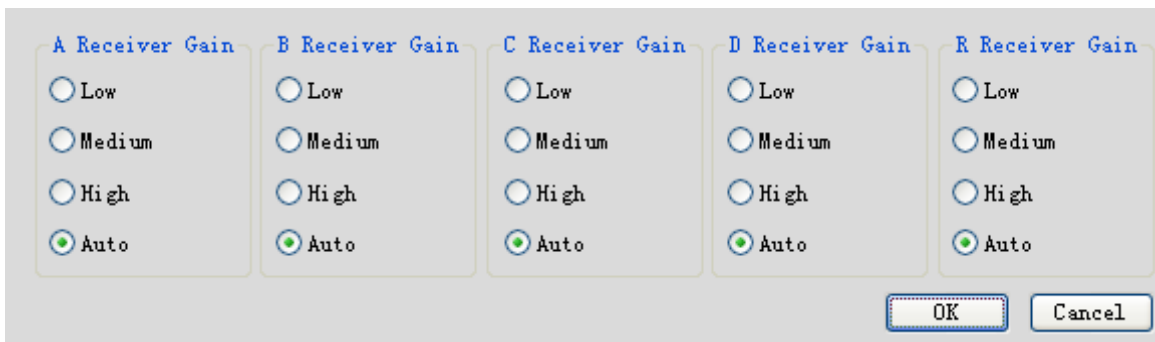 A Receiver Gain B Receiver Gain C Receiver Gain D Receiver Gain R Receiver Gain
Low Low Low Low Low
Medium Medium Medium Medium Medium
High High High High High
Auto Auto Auto Auto Auto
OK Cancel